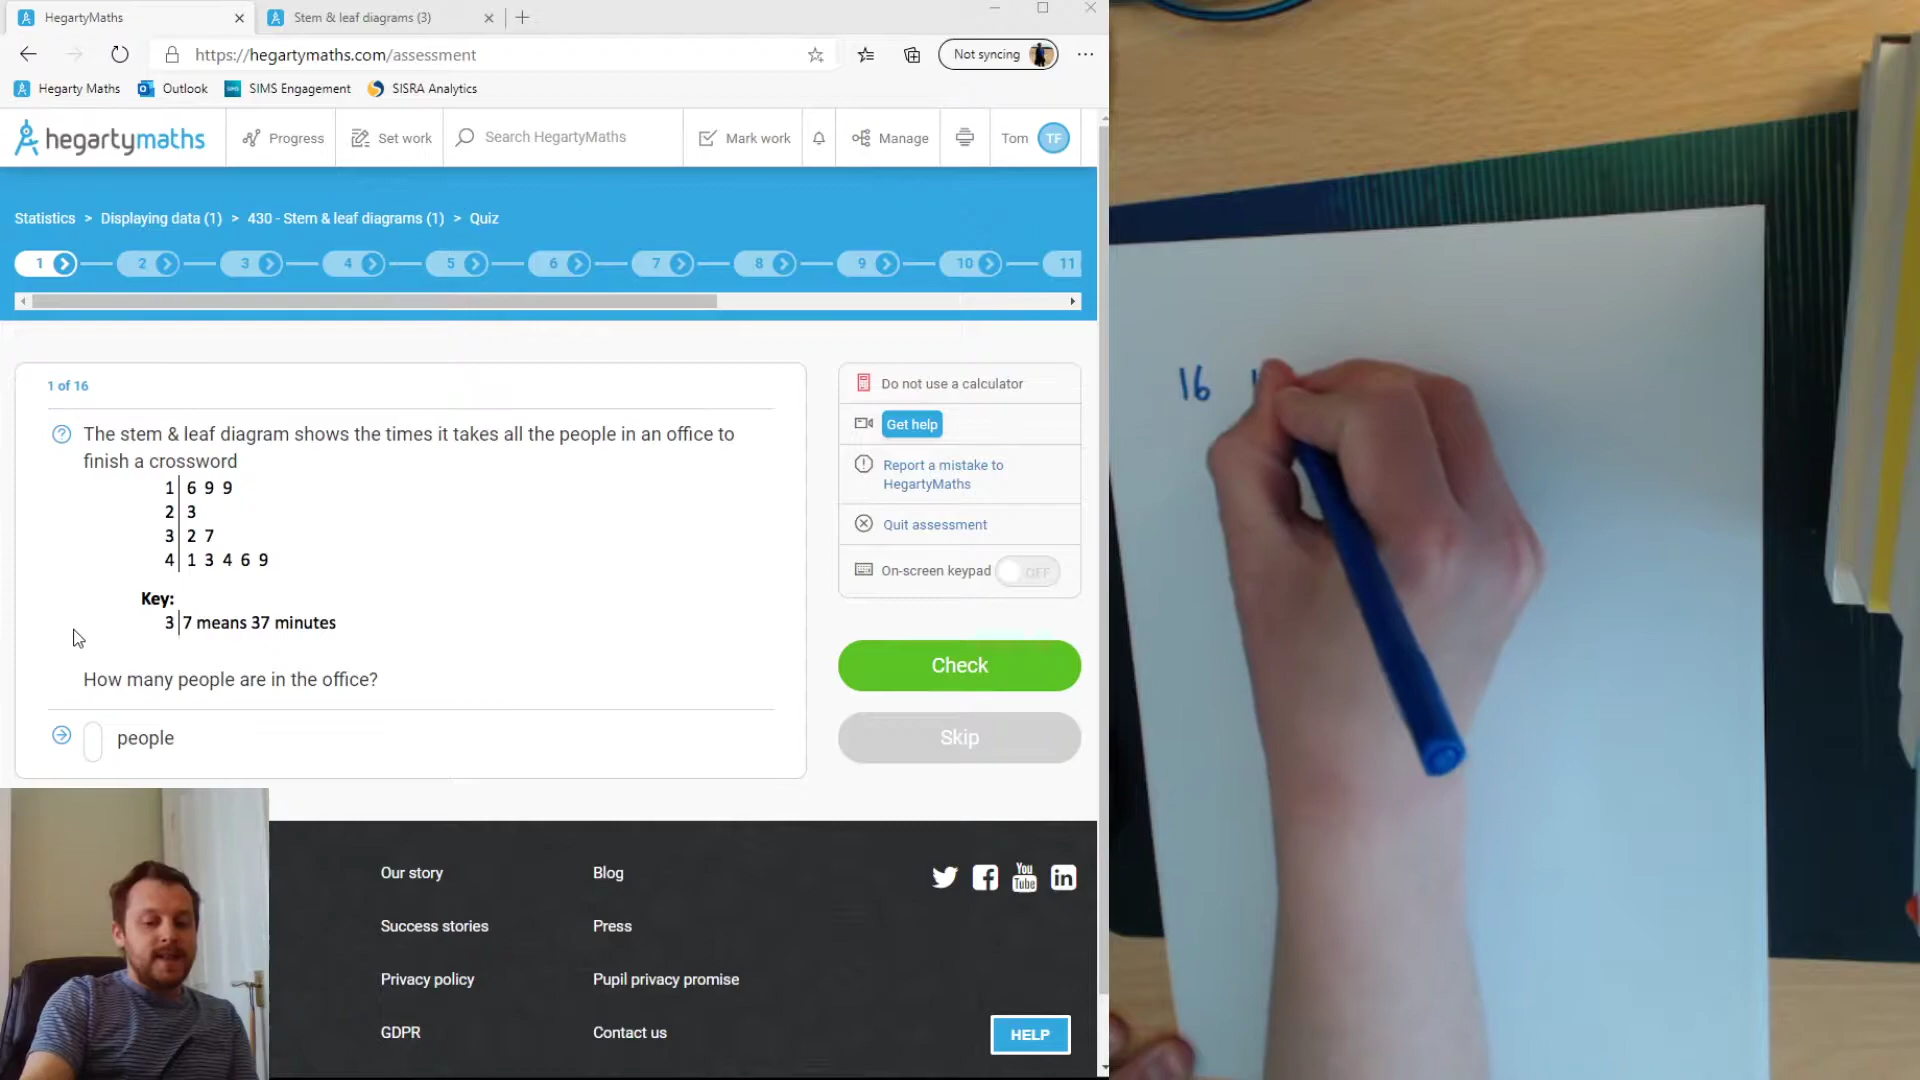 HegartyMaths
Stem & leaf diagrams (3)
https://hegartymaths.com/assessment
Not syncing
Hegarty Maths
Outlook
SIMS Engagement
SISRA Analytics
hegartymaths
Progress
Set work
Search HegartyMaths
Mark work
Manage
Tom
TF
Statistics > Displaying data (1) > 430 - Stem & leaf diagrams (1) > Quiz
1 2 3 4 5 6 7 8 9 10 11
1 of 16
The stem & leaf diagram shows the times it takes all the people in an office to
finish a crossword
1 | 6 9 9
2 | 3
3 | 2 7
4 | 1 3 4 6 9
Key:
3 | 7 means 37 minutes
How many people are in the office?
people
Do not use a calculator
Get help
Report a mistake to
HegartyMaths
Quit assessment
On-screen keypad
OFF
Check
Skip
Our story
Blog
You
Tube
in
Success stories
Press
Privacy policy
Pupil privacy promise
GDPR
Contact us
HELP
16 1